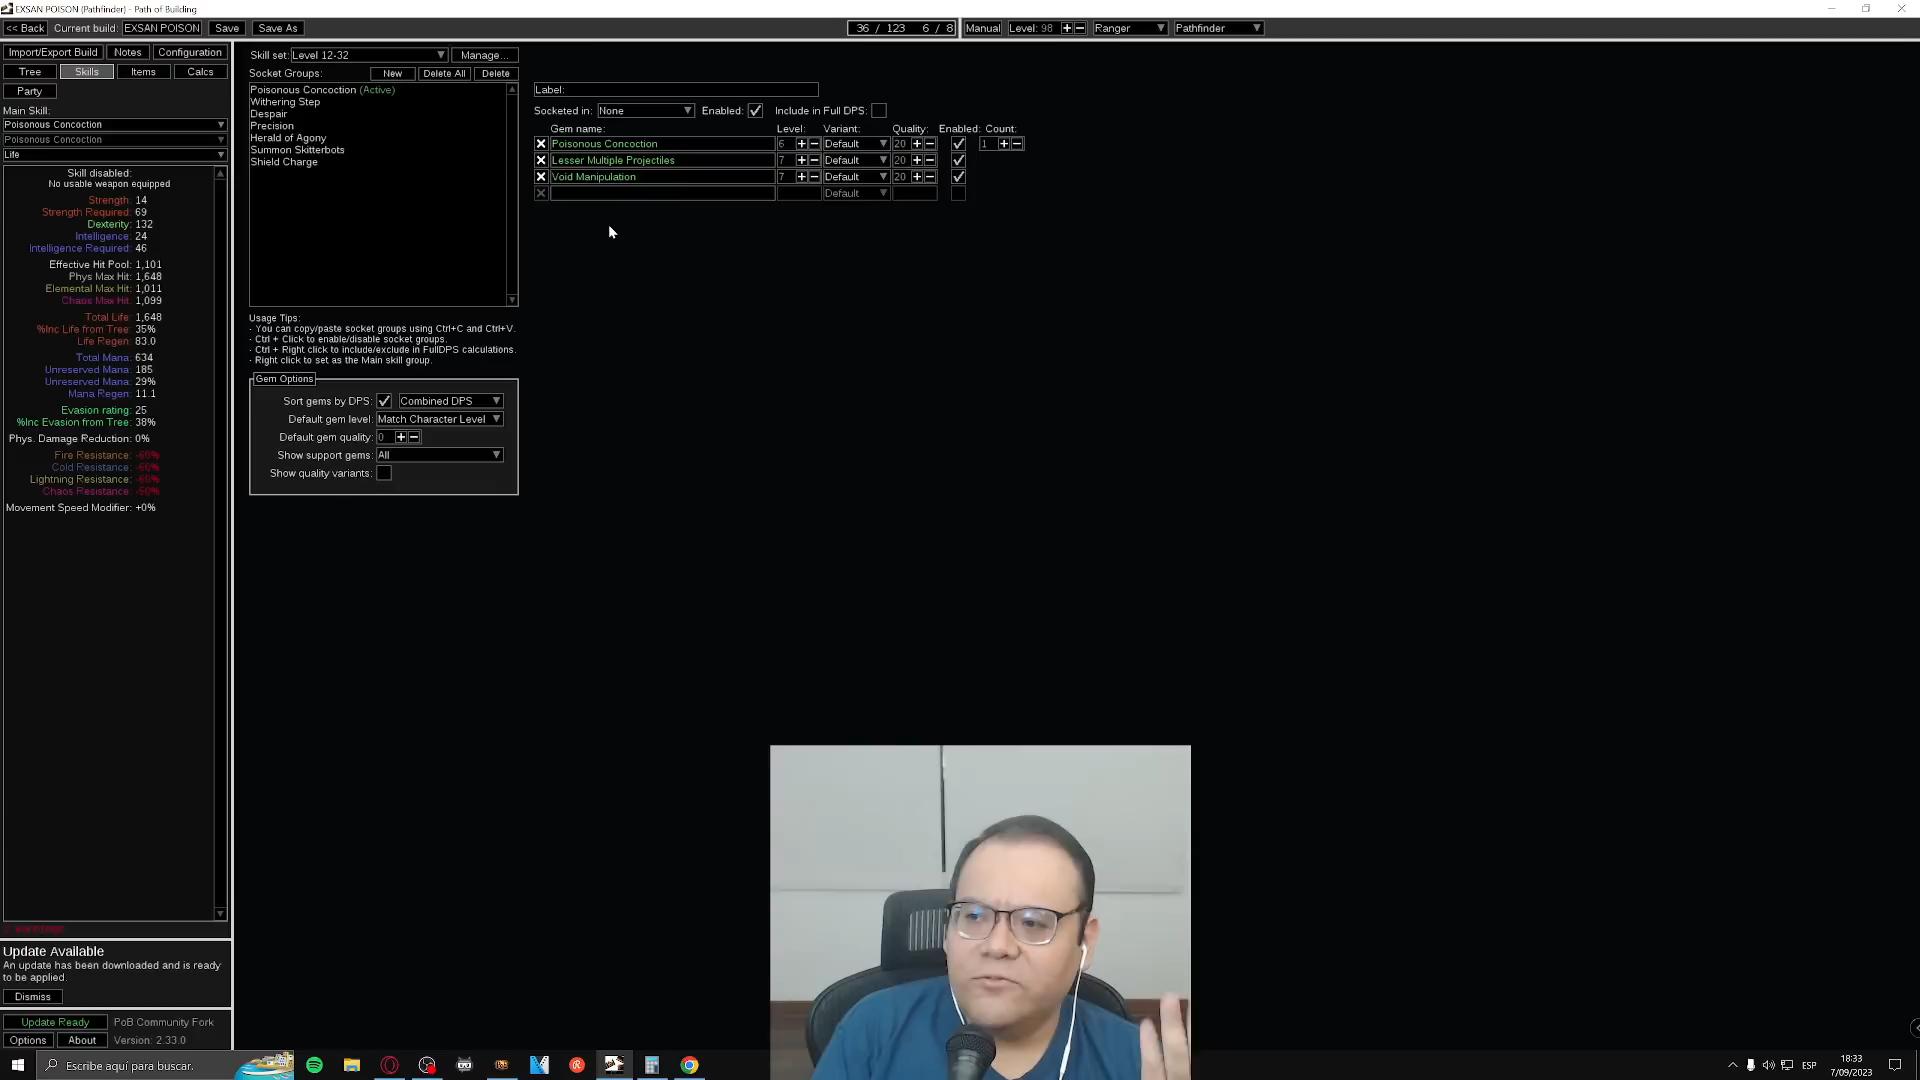 EXSAN POISON (Pathfinder) - Path of Building
<< Back Current build: EXSAN POISON Save Save As 36 / 123 6 / 8 Manual Level: 98 + - Ranger Pathfinder
Import/Export Build Notes Configuration
Tree Skills Items Calcs
Party
Main Skill:
Poisonous Concoction
Poisonous Concoction
Life
Skill disabled:
No usable weapon equipped
Strength: 14
Strength Required: 69
Dexterity: 132
Intelligence: 24
Intelligence Required: 46
Effective Hit Pool: 1,101
Phys Max Hit: 1,648
Elemental Max Hit: 1,011
Chaos Max Hit: 1,099
Total Life: 1,648
%Inc Life from Tree: 35%
Life Regen: 83.0
Total Mana: 634
Unreserved Mana: 185
Unreserved Mana: 29%
Mana Regen: 11.1
Evasion rating: 25
%Inc Evasion from Tree: 38%
Phys. Damage Reduction: 0%
Fire Resistance: -60%
Cold Resistance: -60%
Lightning Resistance: -60%
Chaos Resistance: -50%
Movement Speed Modifier: +0%
Update Available
An update has been downloaded and is ready
to be applied.
Dismiss
Update Ready PoB Community Fork
Options About Version: 2.33.0
Skill set: Level 12-32 Manage...
Socket Groups: New Delete All Delete
Poisonous Concoction (Active)
Withering Step
Despair
Precision
Herald of Agony
Summon Skitterbots
Shield Charge
Usage Tips:
- You can copy/paste socket groups using Ctrl+C and Ctrl+V.
- Ctrl + Click to enable/disable socket groups.
- Ctrl + Right click to include/exclude in FullDPS calculations.
- Right click to set as the Main skill group.
Gem Options
Sort gems by DPS: Combined DPS
Default gem level: Match Character Level
Default gem quality: 0 + -
Show support gems: All
Show quality variants:
Label:
Socketed in: None Enabled: Include in Full DPS:
Gem name: Level: Variant: Quality: Enabled: Count:
Poisonous Concoction 6 + - Default 20 + - 1 + -
Lesser Multiple Projectiles 7 + - Default 20 + -
Void Manipulation 7 + - Default 20 + -
Default
Escribe aquí para buscar.
ESP
18:33
7/09/2023